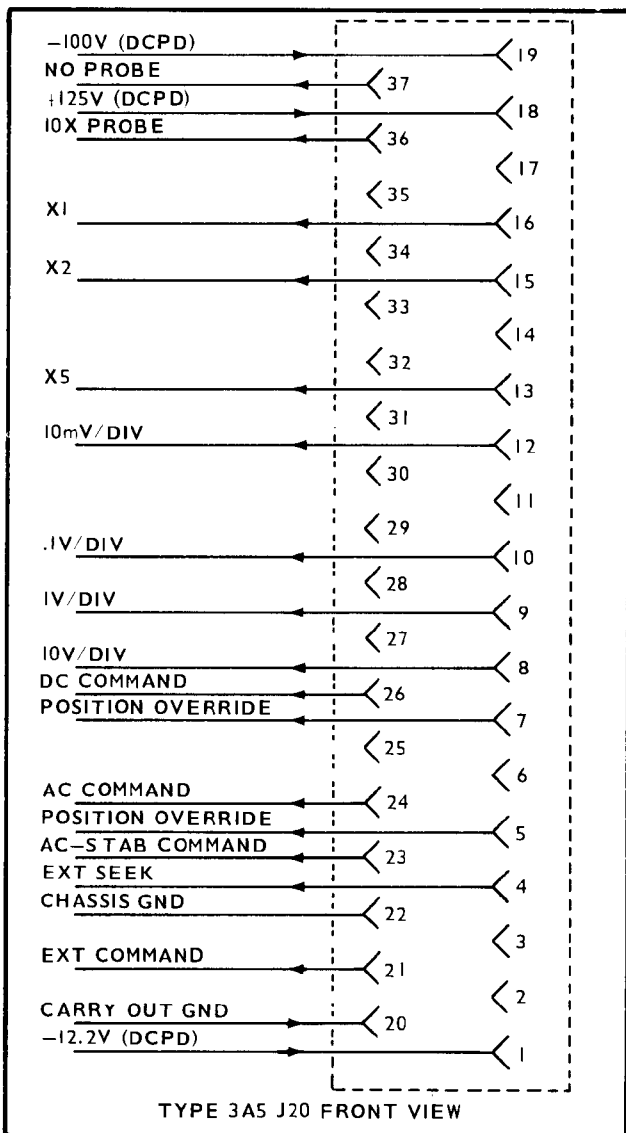 -100V (DCPD) 19
NO PROBE 37
+125V (DCPD) 18
10X PROBE 36
17
35
X1 16
34
X2 15
33
14
32
X5 13
31
10mV/DIV 12
30
11
29
.1V/DIV 10
28
1V/DIV 9
27
10V/DIV 8
DC COMMAND 26
POSITION OVERRIDE 7
25
6
AC COMMAND 24
POSITION OVERRIDE 5
AC-STAB COMMAND 23
EXT SEEK 4
CHASSIS GND 22
3
EXT COMMAND 21
2
CARRY OUT GND 20
-12.2V (DCPD) 1
TYPE 3A5 J20 FRONT VIEW